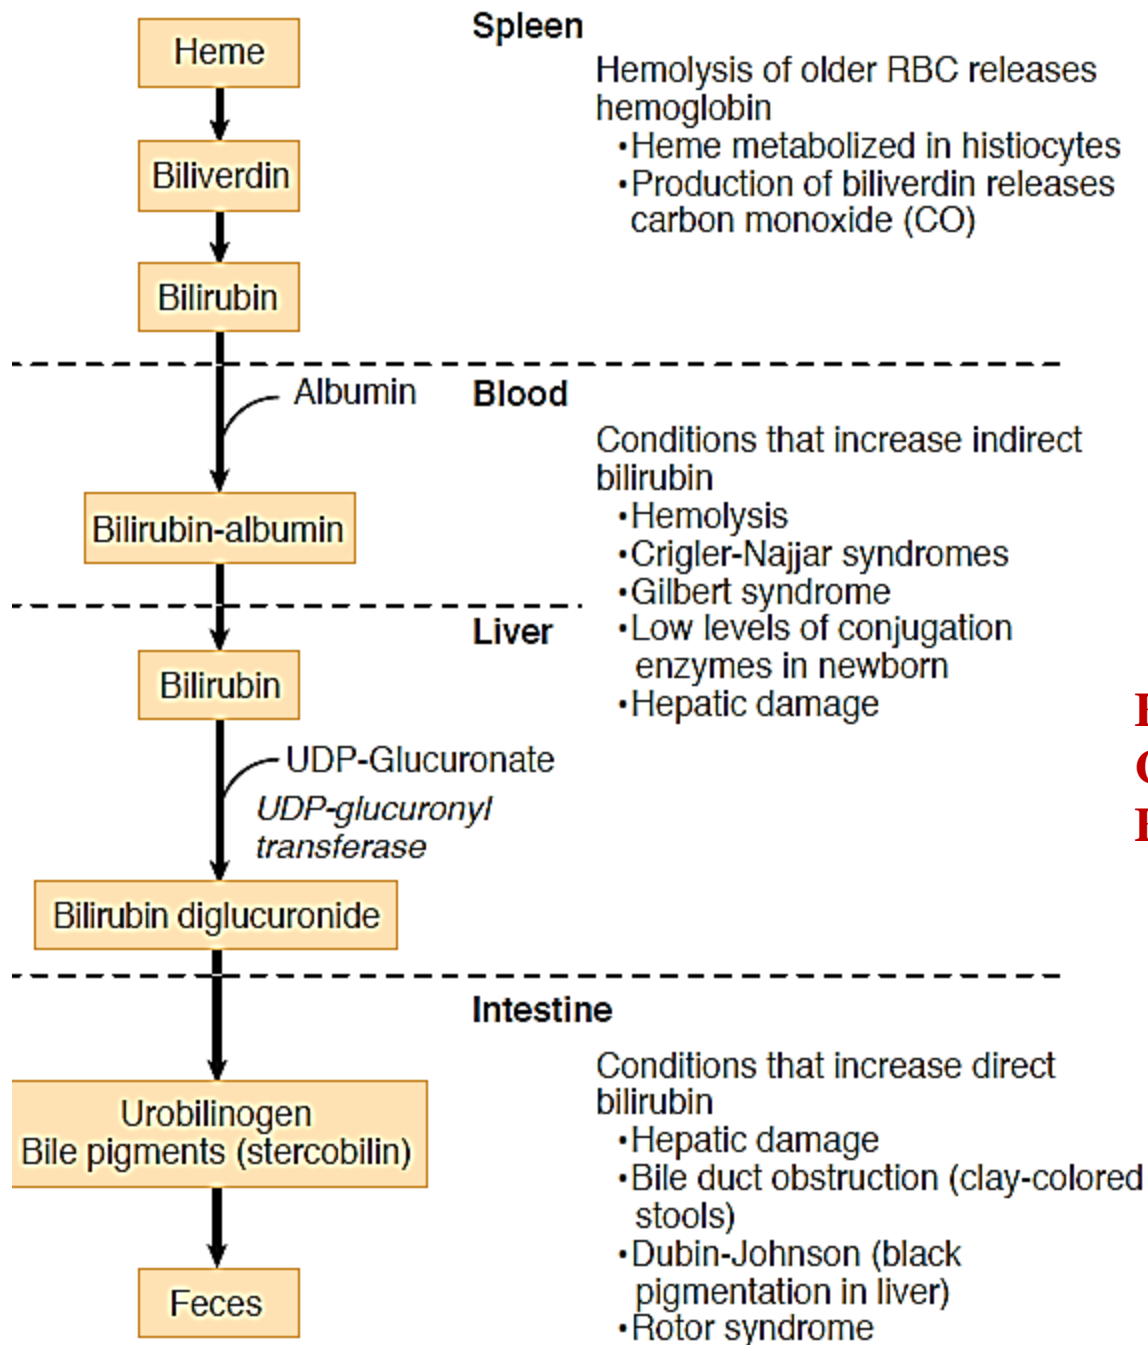 Heme
Spleen
Hemolysis of older RBC releases
hemoglobin
•Heme metabolized in histiocytes
•Production of biliverdin releases
carbon monoxide (CO)
Biliverdin
Bilirubin
Albumin
Blood
Conditions that increase indirect
bilirubin
•Hemolysis
•Crigler-Najjar syndromes
•Gilbert syndrome
•Low levels of conjugation
enzymes in newborn
•Hepatic damage
Bilirubin-albumin
Liver
Bilirubin
UDP-Glucuronate
UDP-glucuronyl
transferase
Bilirubin diglucuronide
Intestine
Conditions that increase direct
bilirubin
•Hepatic damage
•Bile duct obstruction (clay-colored
stools)
•Dubin-Johnson (black
pigmentation in liver)
•Rotor syndrome
Urobilinogen
Bile pigments (stercobilin)
Feces